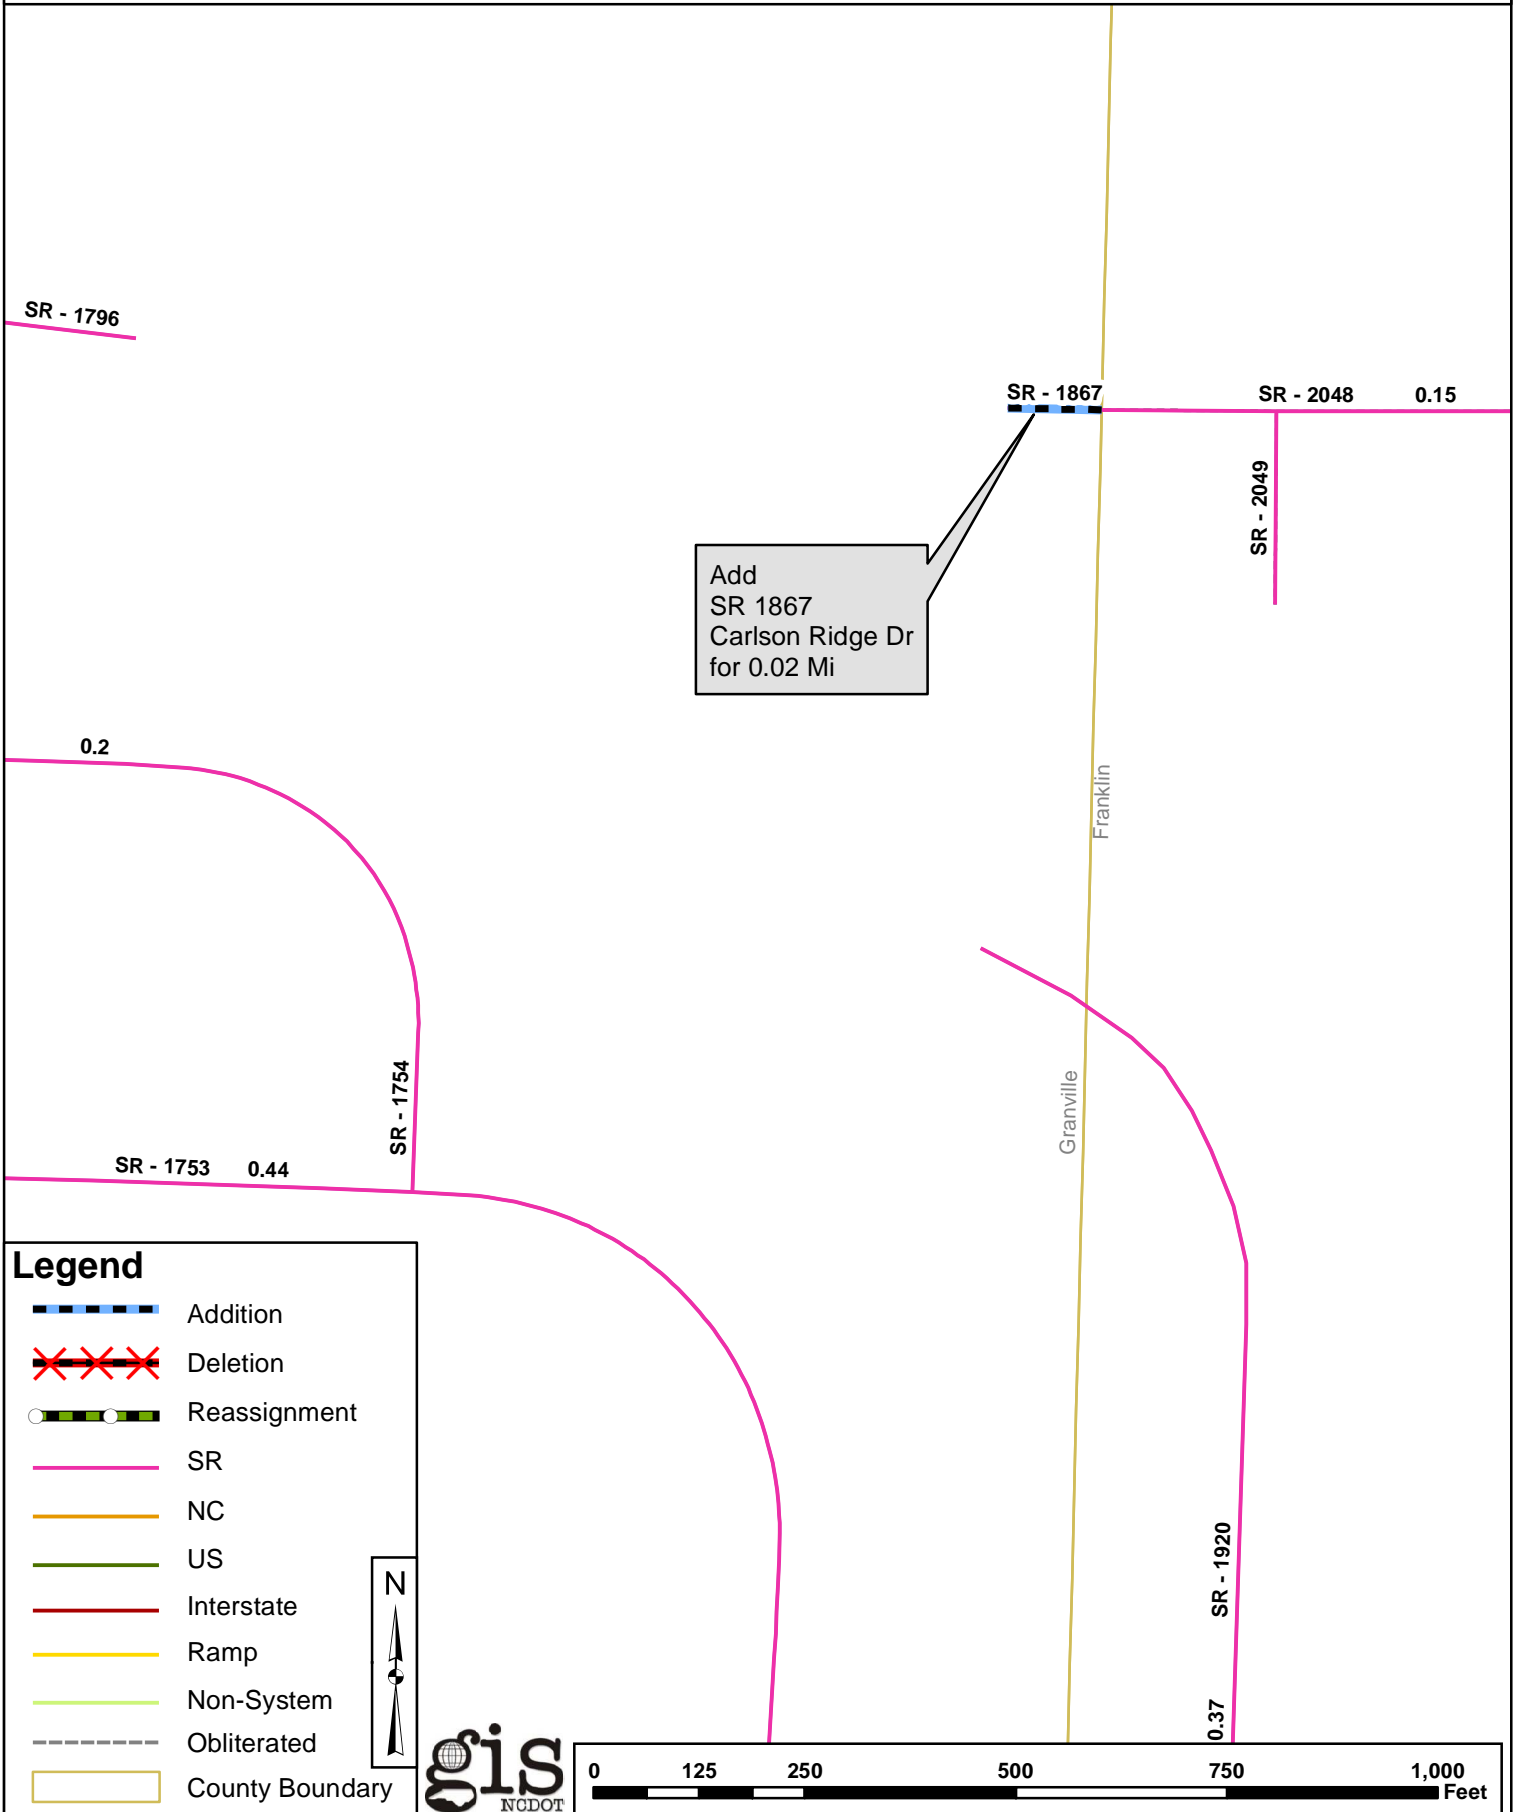 SR - 1796
SR - 1867
SR - 2048 0.15
SR - 2049
Add
SR 1867
Carlson Ridge Dr
for 0.02 Mi
0.2
Franklin
SR - 1754
Granville
SR - 1753 0.44
SR - 1920
0.37
Legend
Addition
Deletion
Reassignment
SR
NC
US
Interstate
Ramp
Non-System
Obliterated
County Boundary
N
gis
NCDOT
0 125 250 500 750 1,000
Feet